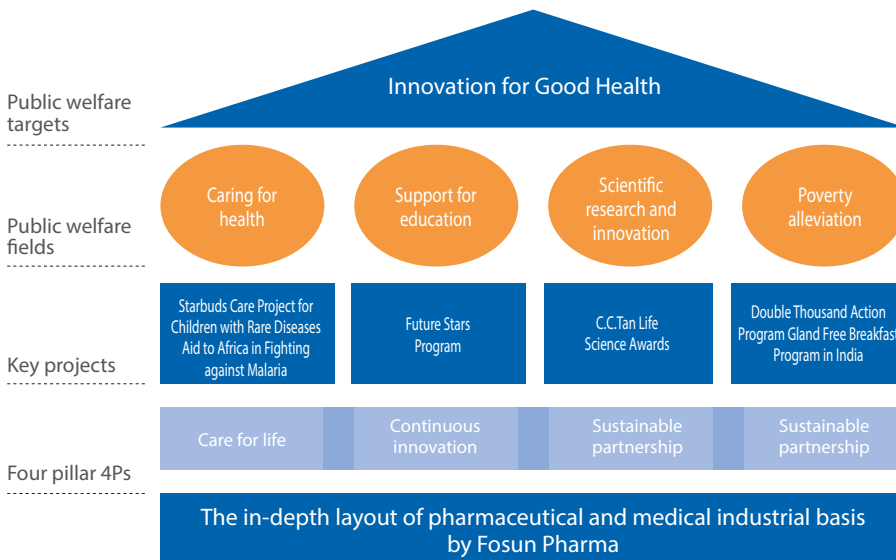 Innovation for Good Health
Public welfare
targets
Caring for
health
Support for
education
Scientific
research and
innovation
Poverty
alleviation
Public welfare
fields
Starbuds Care Project for
Children with Rare Diseases
Aid to Africa in Fighting
against Malaria
Future Stars
Program
C.C.Tan Life
Science Awards
Double Thousand Action
Program Gland Free Breakfast
Program in India
Key projects
Care for life
Continuous
innovation
Sustainable
partnership
Sustainable
partnership
Four pillar 4Ps
The in-depth layout of pharmaceutical and medical industrial basis
by Fosun Pharma